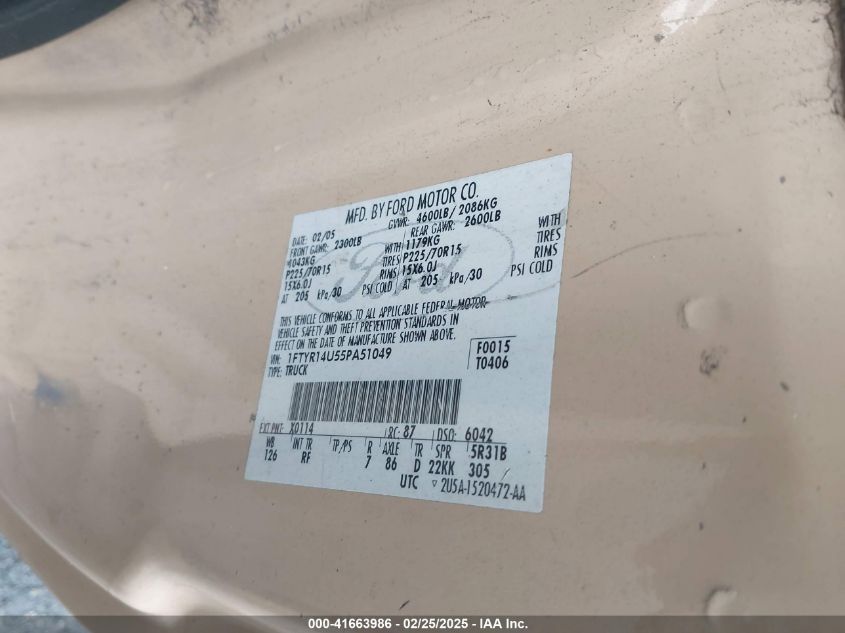 MFD. BY FORD MOTOR CO.
DATE: 02/05 GVWR: 4600LB/ 2086KG
FRONT GAWR: 2300LB REAR GAWR: 2600LB
1043KG WITH 1179KG WITH
P225/70R15 TIRES P225/70R15 TIRES
15X6.0J RIMS 15X6.0J RIMS
AT 205 kPa/30 PSI COLD AT 205 kPa/30 PSI COLD
Ford
THIS VEHICLE CONFORMS TO ALL APPLICABLE FEDERAL MOTOR
VEHICLE SAFETY AND THEFT PREVENTION STANDARDS IN
EFFECT ON THE DATE OF MANUFACTURE SHOWN ABOVE.
VIN: 1FTYR14U55PA51049 F0015
TYPE: TRUCK T0406
EXT PNT: X0114 RC: 87 DSO: 6042
WB INT TR TP/PS R AXLE TR SPR 5R31B
126 RF 7 86 D 22KK 305
UTC ▽ 2U5A-1520472-AA
000-41663986 / 02/25/2025 - IAA Inc.